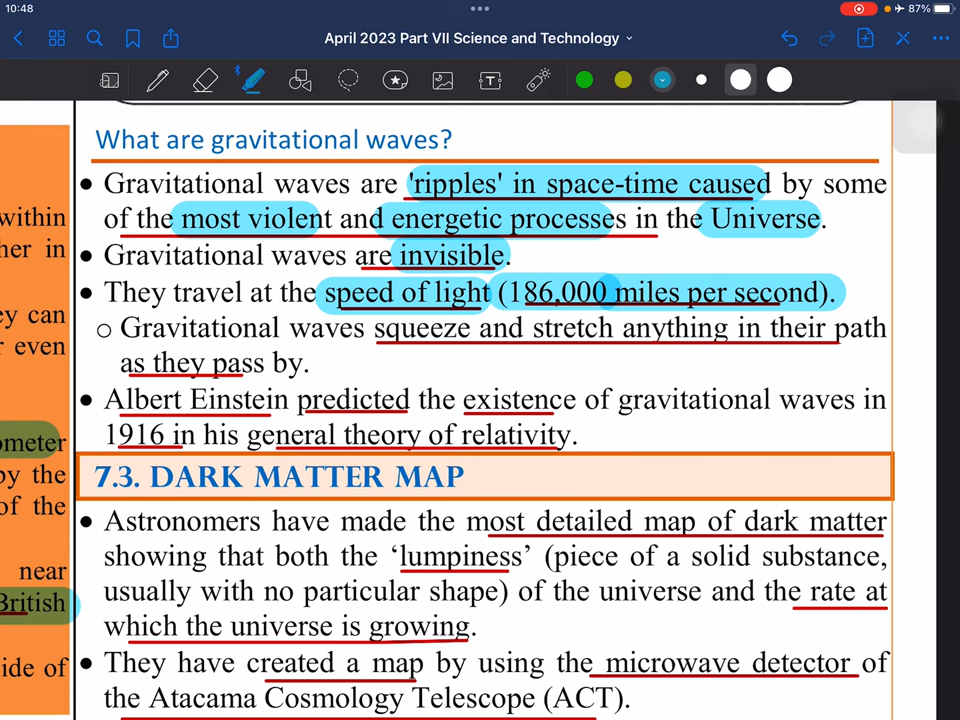 10:48
87%
April 2023 Part VII Science and Technology
What are gravitational waves?
• Gravitational waves are 'ripples' in space-time caused by some
of the most violent and energetic processes in the Universe.
• Gravitational waves are invisible.
• They travel at the speed of light (186,000 miles per second).
o Gravitational waves squeeze and stretch anything in their path
as they pass by.
• Albert Einstein predicted the existence of gravitational waves in
1916 in his general theory of relativity.
7.3. DARK MATTER MAP
• Astronomers have made the most detailed map of dark matter
showing that both the ‘lumpiness’ (piece of a solid substance,
usually with no particular shape) of the universe and the rate at
which the universe is growing.
• They have created a map by using the microwave detector of
the Atacama Cosmology Telescope (ACT).
within
her in
ey can
r even
ometer
by the
of the
near
British
ide of